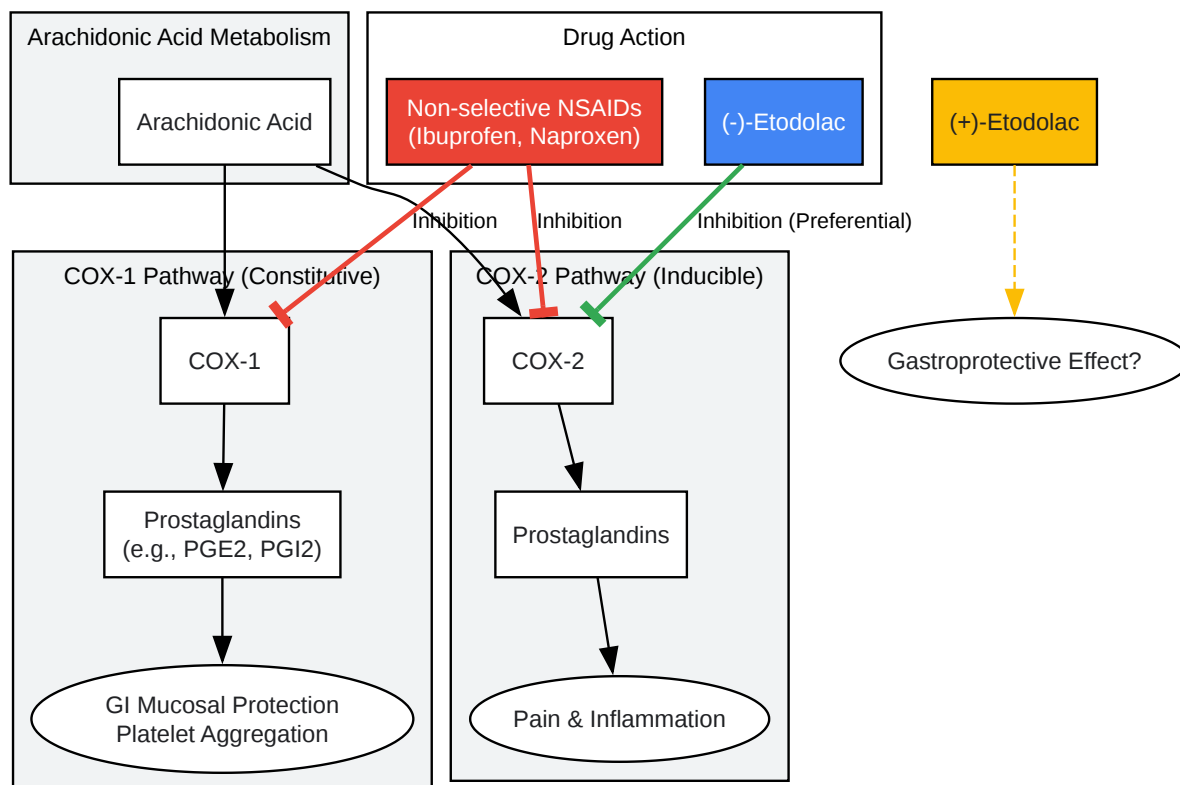 Arachidonic Acid Metabolism
Drug Action
Arachidonic Acid
Non-selective NSAIDs
(Ibuprofen, Naproxen)
(-)-Etodolac
(+)-Etodolac
Inhibition
Inhibition
Inhibition (Preferential)
COX-1 Pathway (Constitutive)
COX-2 Pathway (Inducible)
COX-1
COX-2
Gastroprotective Effect?
Prostaglandins
(e.g., PGE2, PGI2)
Prostaglandins
GI Mucosal Protection
Platelet Aggregation
Pain & Inflammation